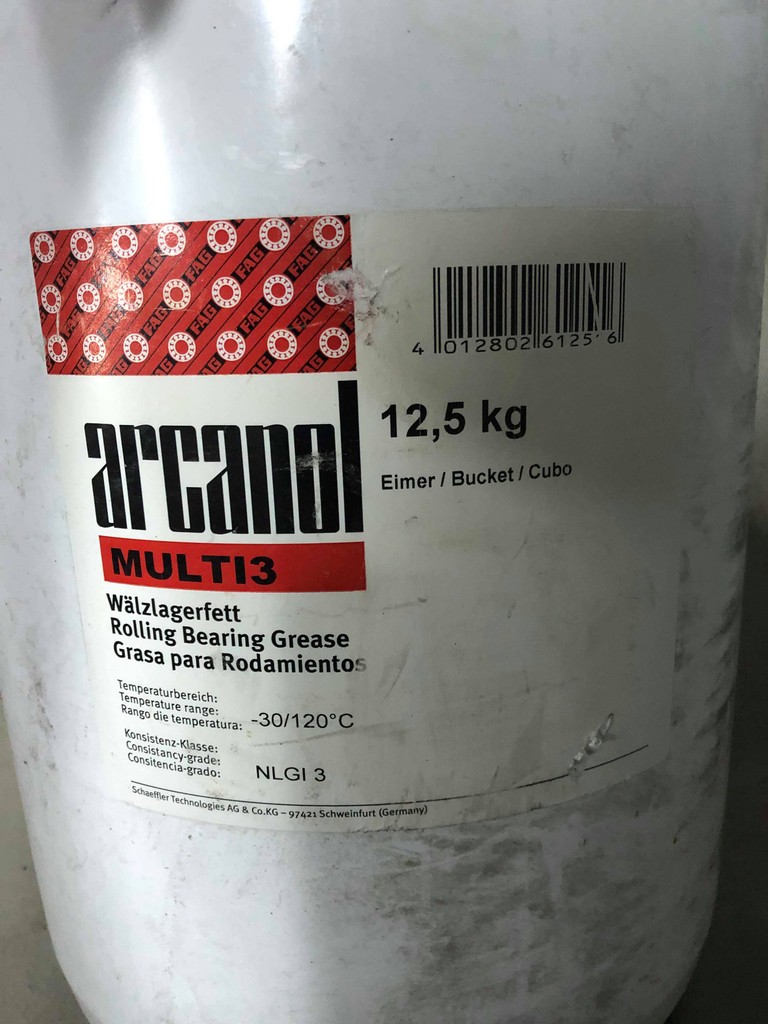 FAG
4 012802 612516
12,5 kg
Eimer / Bucket / Cubo
arcanol
MULTI3
Wälzlagerfett
Rolling Bearing Grease
Grasa para Rodamientos
Temperaturbereich:
Temperature range:
Rango die temperatura:
-30/120°C
Konsistenz-Klasse:
Consistancy-grade:
Consitencia-grado:
NLGI 3
Schaeffler Technologies AG & Co.KG – 97421 Schweinfurt (Germany)